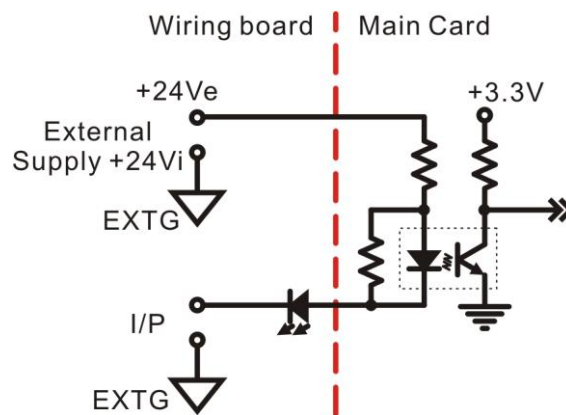 Wiring board
Main Card
+24Ve
+3.3V
External
Supply +24Vi
EXTG
I/P
EXTG